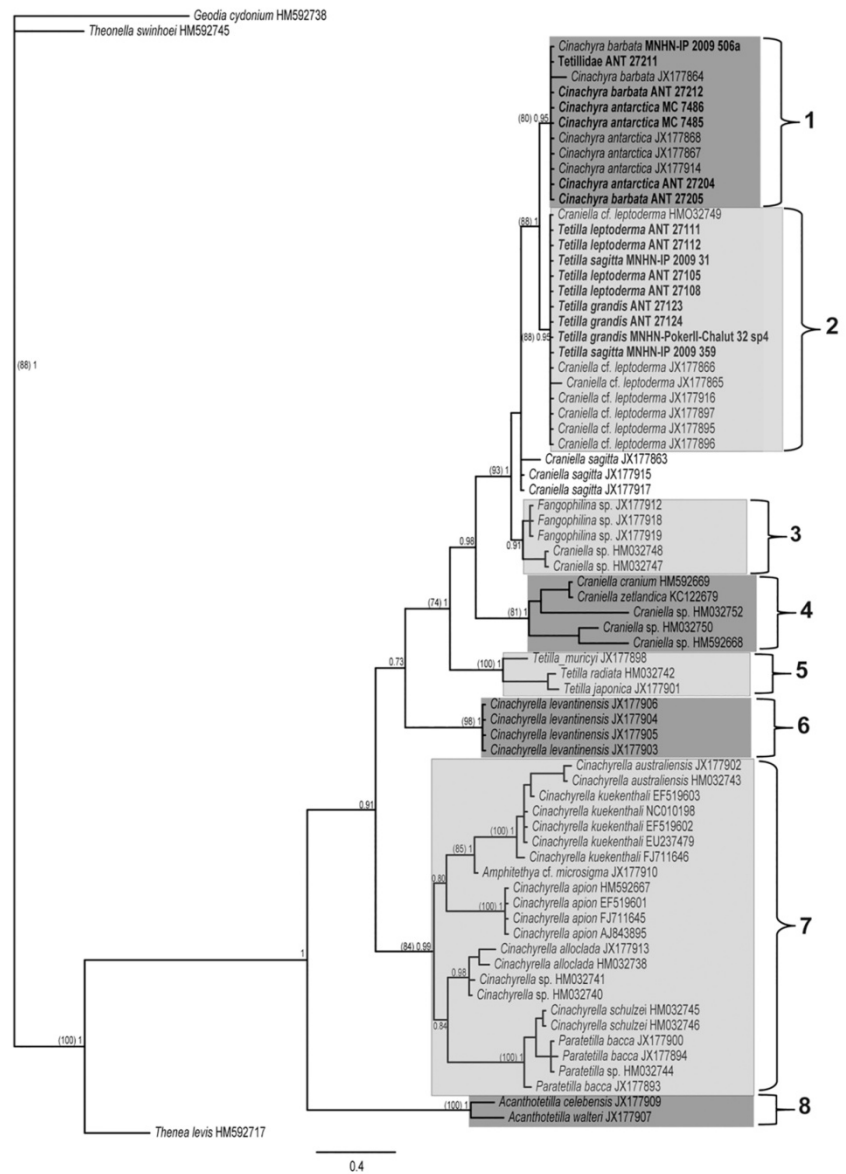 Geodia cydonium HM592738
Theonella swinhoei HM592745
Cinachyra barbata MNHN-IP 2009 506a
Tetillidae ANT 27211
Cinachyra barbata JX177864
Cinachyra barbata ANT 27212
Cinachyra antarctica MC 7486
(80) 0.95
Cinachyra antarctica MC 7485
1
Cinachyra antarctica JX177868
Cinachyra antarctica JX177867
Cinachyra antarctica JX177914
Cinachyra antarctica ANT 27204
Cinachyra barbata ANT 27205
Craniella cf. leptoderma HMO32749
(88) 1
Tetilla leptoderma ANT 27111
Tetilla leptoderma ANT 27112
Tetilla sagitta MNHN-IP 2009 31
Tetilla leptoderma ANT 27105
Tetilla leptoderma ANT 27108
Tetilla grandis ANT 27123
Tetilla grandis ANT 27124
2
(88) 0.95
Tetilla grandis MNHN-PokerII-Chalut 32 sp4
Tetilla sagitta MNHN-IP 2009 359
(88) 1
Craniella cf. leptoderma JX177866
Craniella cf. leptoderma JX177865
Craniella cf. leptoderma JX177916
Craniella cf. leptoderma JX177897
Craniella cf. leptoderma JX177895
Craniella cf. leptoderma JX177896
Craniella sagitta JX177863
(93) 1
Craniella sagitta JX177915
Craniella sagitta JX177917
Fangophilina sp. JX177912
Fangophilina sp. JX177918
3
Fangophilina sp. JX177919
0.91
Craniella sp. HM032748
0.98
Craniella sp. HM032747
Craniella cranium HM592669
Craniella zetlandica KC122679
(81) 1
Craniella sp. HM032752
4
(74) 1
Craniella sp. HM032750
Craniella sp. HM592668
Tetilla_muricyi JX177898
0.73
(100) 1
Tetilla radiata HM032742
5
Tetilla japonica JX177901
Cinachyrella levantinensis JX177906
Cinachyrella levantinensis JX177904
(98) 1
6
Cinachyrella levantinensis JX177905
Cinachyrella levantinensis JX177903
Cinachyrella australiensis JX177902
Cinachyrella australiensis HM032743
Cinachyrella kuekenthali EF519603
0.91
Cinachyrella kuekenthali NC010198
Cinachyrella kuekenthali EF519602
(100) 1
Cinachyrella kuekenthali EU237479
(85) 1
Cinachyrella kuekenthali FJ711646
Amphitethya cf. microsigma JX177910
0.80
Cinachyrella apion HM592667
Cinachyrella apion EF519601
(100) 1
Cinachyrella apion FJ711645
7
Cinachyrella apion AJ843895
(84) 0.99
Cinachyrella alloclada JX177913
Cinachyrella alloclada HM032738
1
0.98
Cinachyrella sp. HM032741
Cinachyrella sp. HM032740
Cinachyrella schulzei HM032745
0.84
Cinachyrella schulzei HM032746
(100) 1
Paratetilla bacca JX177900
Paratetilla bacca JX177894
(100) 1
Paratetilla sp. HM032744
Paratetilla bacca JX177893
Acanthotetilla celebensis JX177909
(100) 1
8
Acanthotetilla walteri JX177907
Thenea levis HM592717
0.4